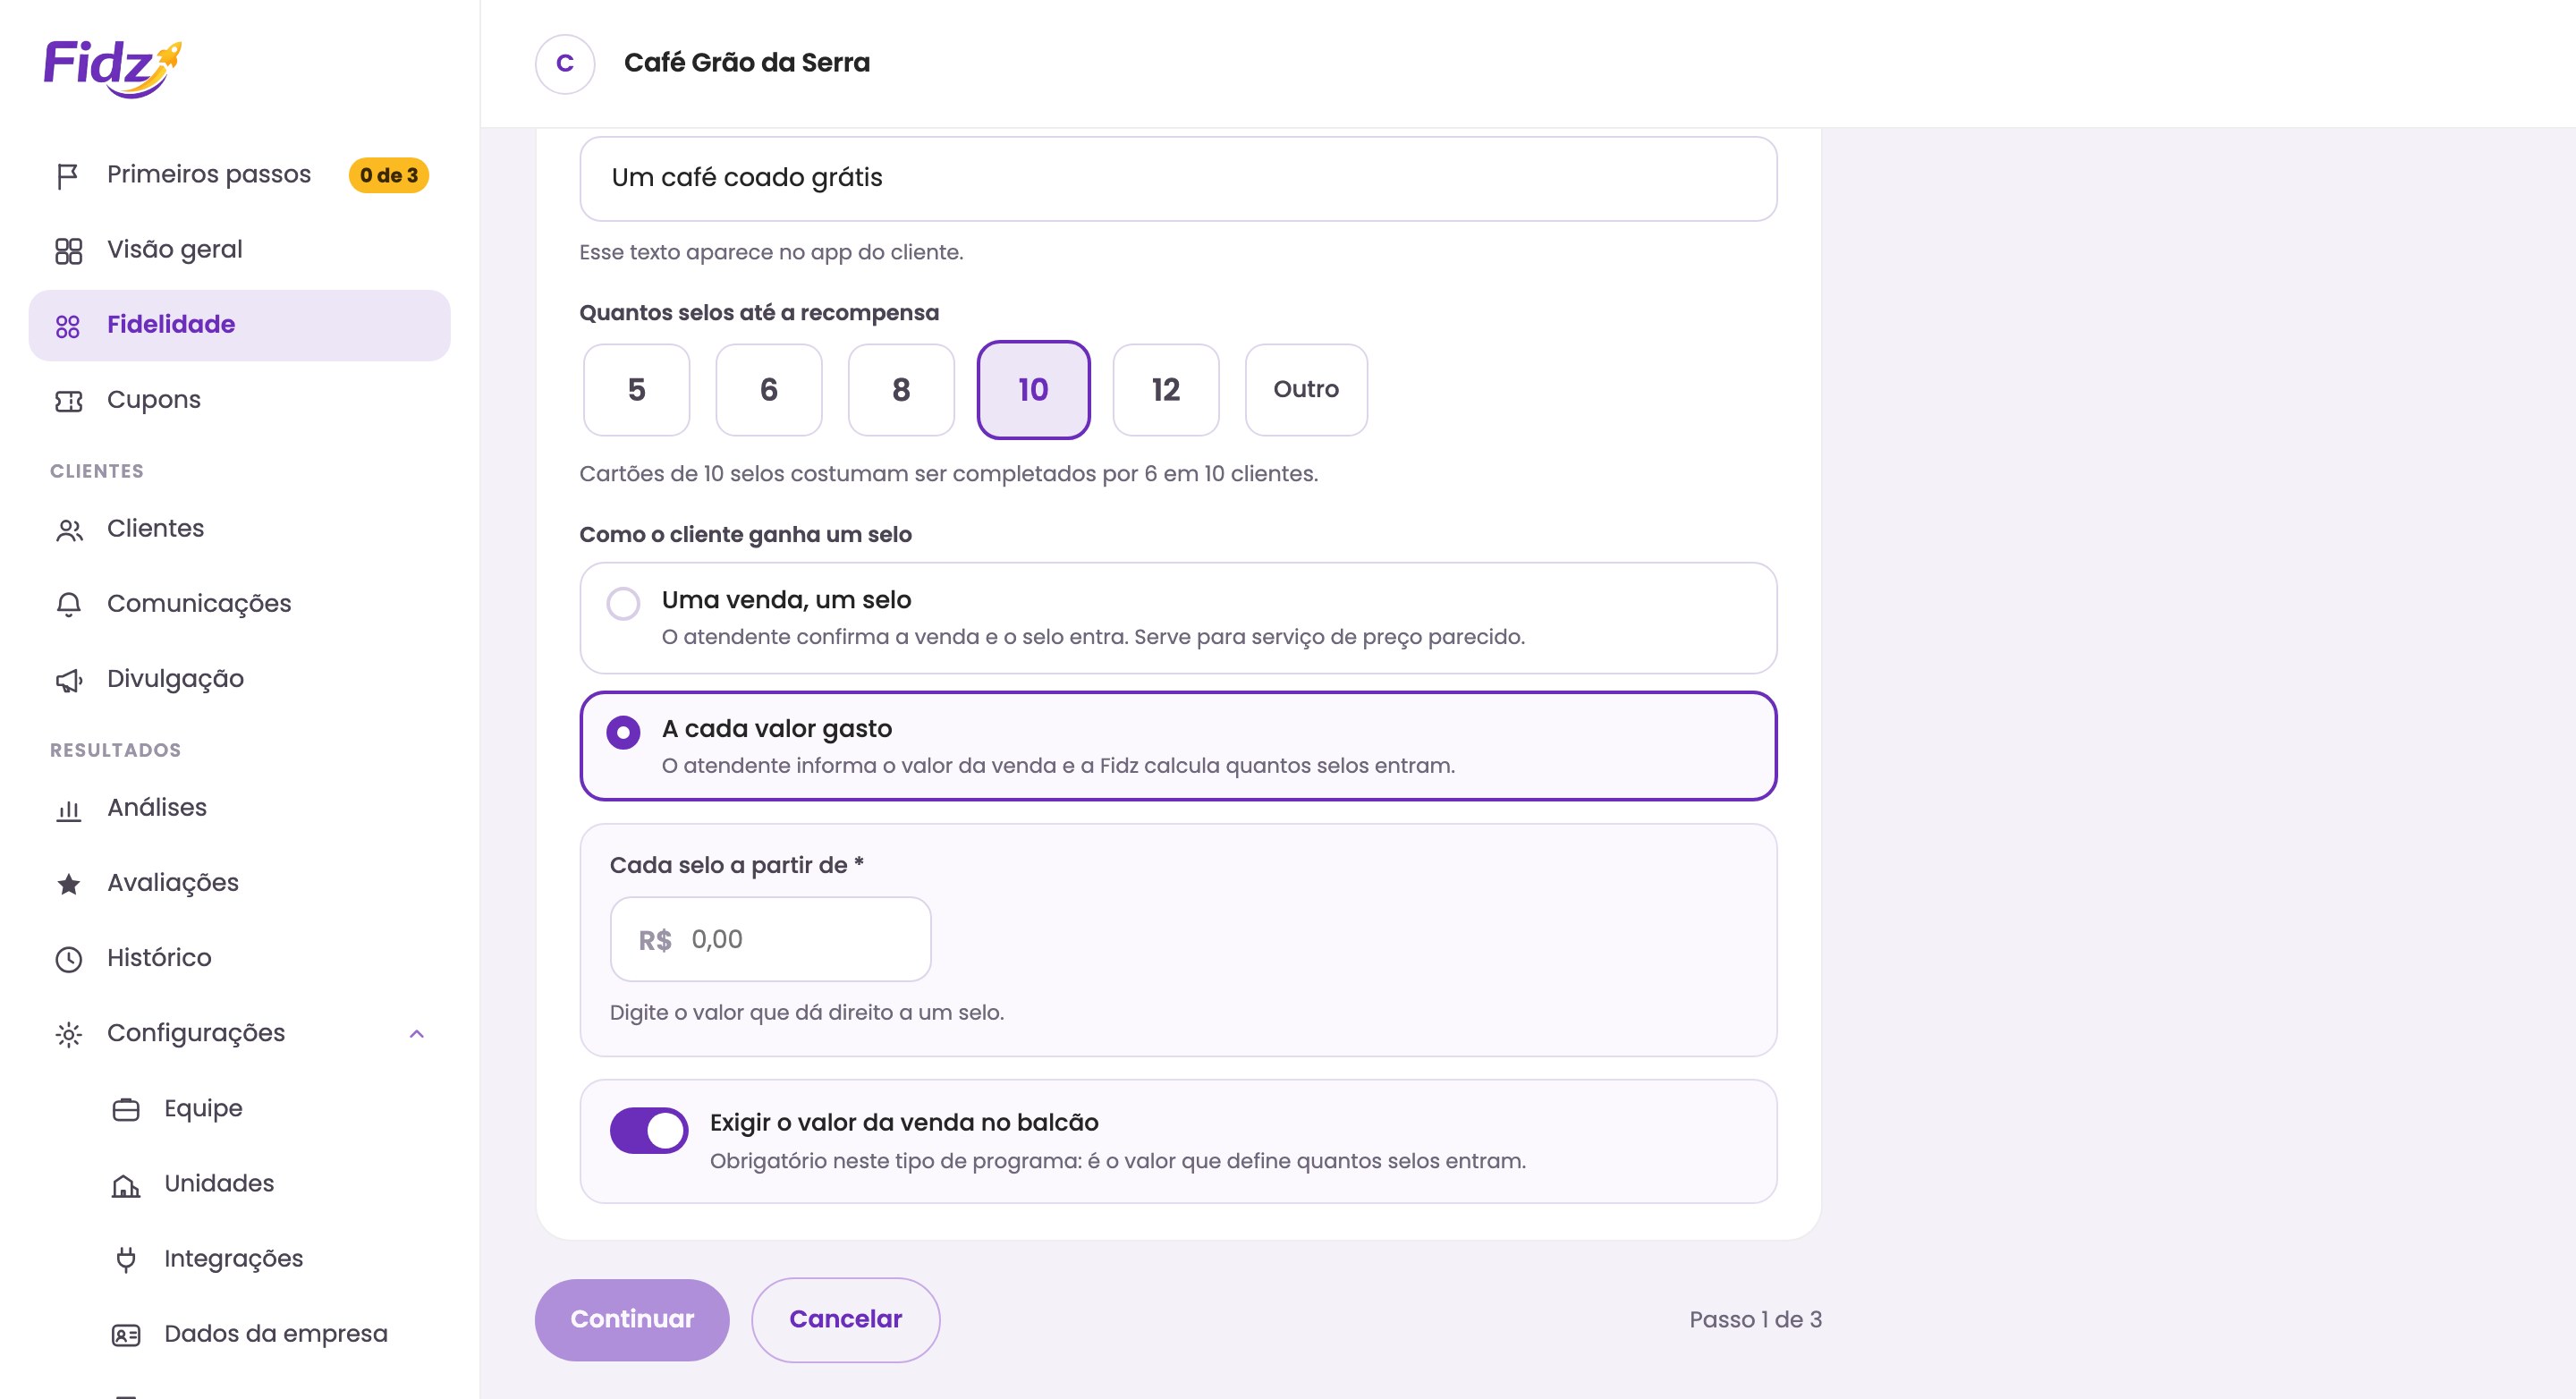 Fidz
Primeiros passos
0 de 3
Visão geral
Fidelidade
Cupons
CLIENTES
Clientes
Comunicações
Divulgação
RESULTADOS
Análises
Avaliações
Histórico
Configurações
Equipe
Unidades
Integrações
Dados da empresa
C
Café Grão da Serra
Um café coado grátis
Esse texto aparece no app do cliente.
Quantos selos até a recompensa
5
6
8
10
12
Outro
Cartões de 10 selos costumam ser completados por 6 em 10 clientes.
Como o cliente ganha um selo
Uma venda, um selo
O atendente confirma a venda e o selo entra. Serve para serviço de preço parecido.
A cada valor gasto
O atendente informa o valor da venda e a Fidz calcula quantos selos entram.
Cada selo a partir de *
R$ 0,00
Digite o valor que dá direito a um selo.
Exigir o valor da venda no balcão
Obrigatório neste tipo de programa: é o valor que define quantos selos entram.
Continuar
Cancelar
Passo 1 de 3